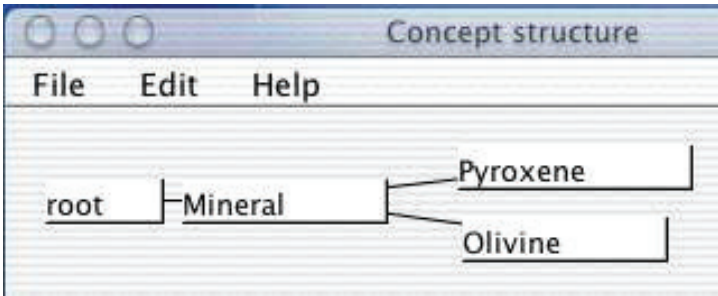 Concept structure
File Edit Help
Pyroxene
root Mineral
Olivine